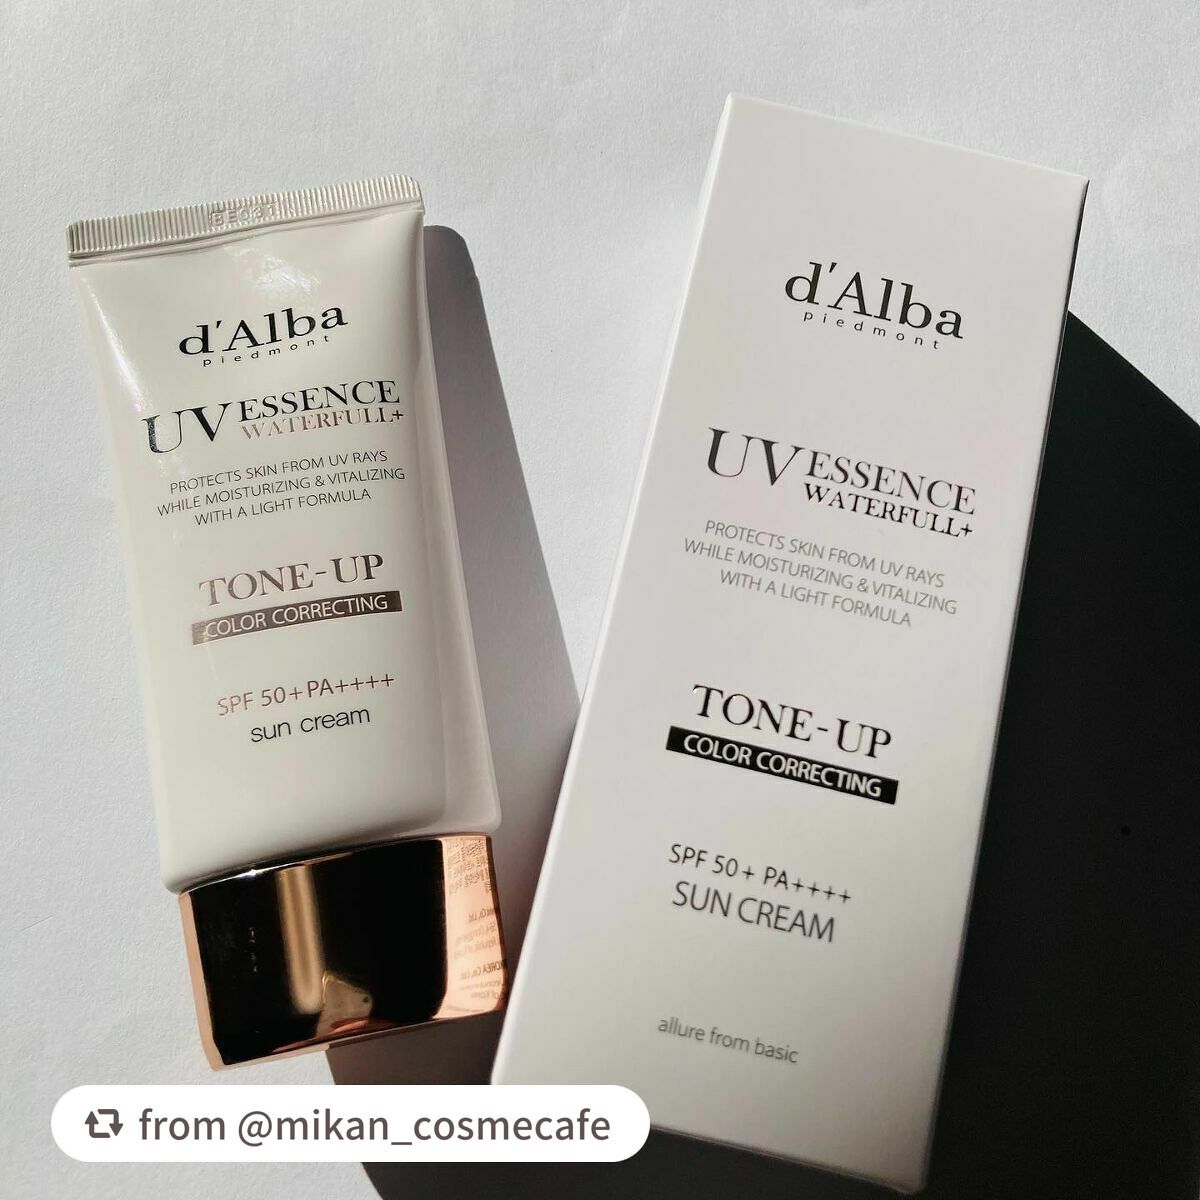 BE031
d'Alba
piedmont
UV ESSENCE
WATERFULL+
PROTECTS SKIN FROM UV RAYS
WHILE MOISTURIZING & VITALIZING
WITH A LIGHT FORMULA
TONE-UP
COLOR CORRECTING
SPF 50+PA++++
sun cream
d'Alba
piedmont
UV ESSENCE
WATERFULL+
PROTECTS SKIN FROM UV RAYS
WHILE MOISTURIZING & VITALIZING
WITH A LIGHT FORMULA
TONE-UP
COLOR CORRECTING
SPF 50+ PA++++
SUN CREAM
allure from basic
from @mikan_cosmecafe